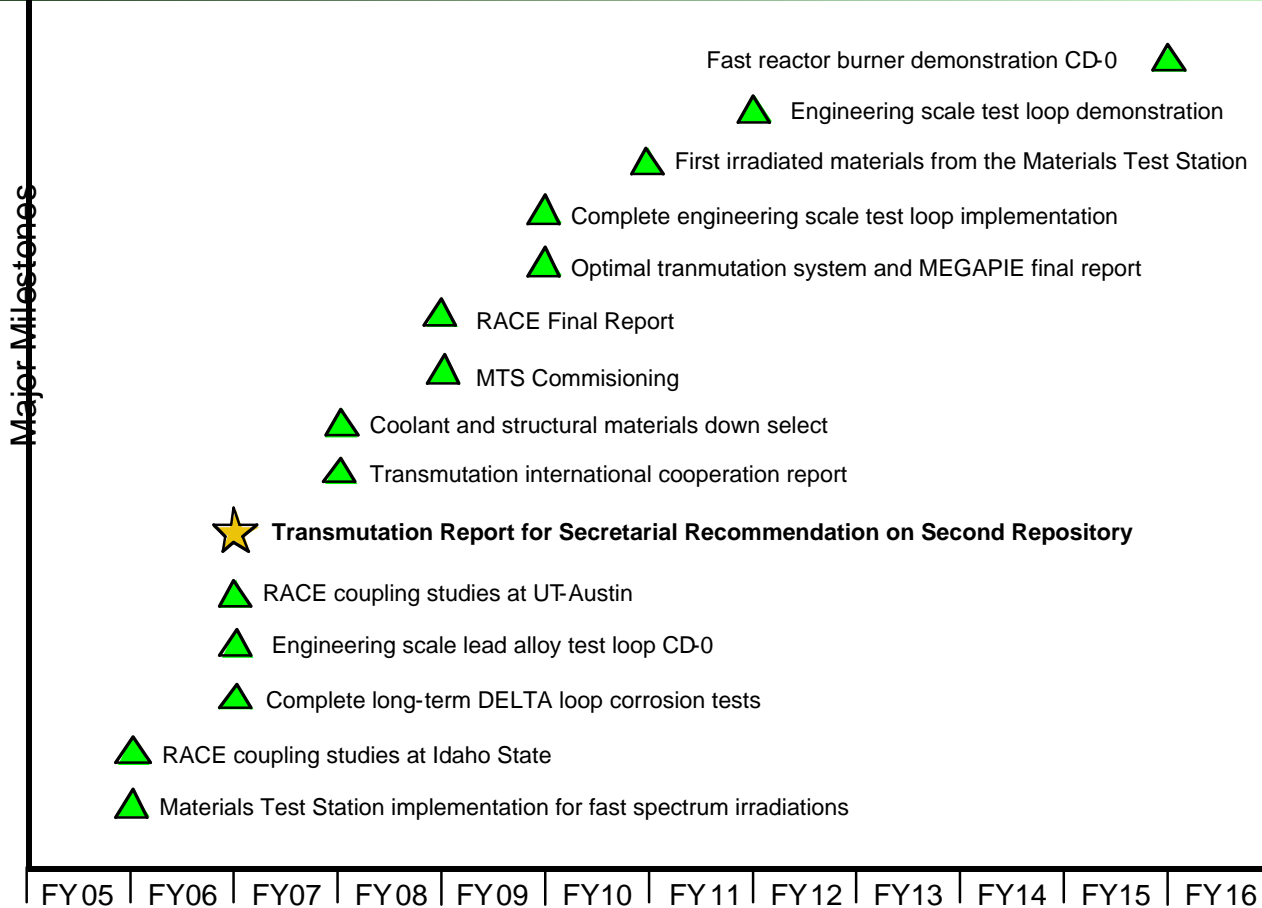 Fast reactor burner demonstration CD-0
Engineering scale test loop demonstration
First irradiated materials from the Materials Test Station
Complete engineering scale test loop implementation
Optimal tranmutation system and MEGAPIE final report
RACE Final Report
MTS Commisioning
Coolant and structural materials down select
Transmutation international cooperation report
Transmutation Report for Secretarial Recommendation on Second Repository
RACE coupling studies at UT-Austin
Engineering scale lead alloy test loop CD-0
Complete long-term DELTA loop corrosion tests
RACE coupling studies at Idaho State
Materials Test Station implementation for fast spectrum irradiations
Major Milestones
FY05 FY06 FY07 FY08 FY09 FY10 FY11 FY12 FY13 FY14 FY15 FY16